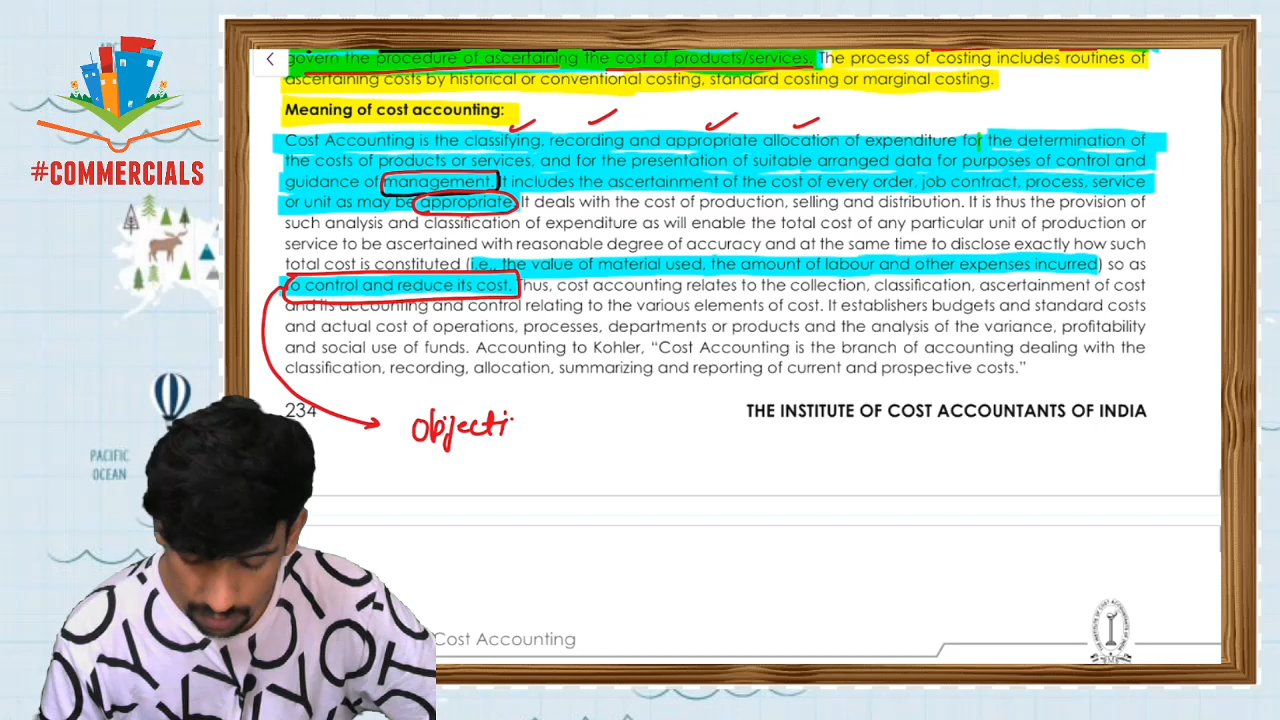 #COMMERCIALS
govern the procedure of ascertaining the cost of products/services. The process of costing includes routines of
ascertaining costs by historical or conventional costing, standard costing or marginal costing.
Meaning of cost accounting:
Cost Accounting is the classifying, recording and appropriate allocation of expenditure for the determination of
the costs of products or services, and for the presentation of suitable arranged data for purposes of control and
guidance of management. It includes the ascertainment of the cost of every order, job contract, process, service
or unit as may be appropriate. It deals with the cost of production, selling and distribution. It is thus the provision of
such analysis and classification of expenditure as will enable the total cost of any particular unit of production or
service to be ascertained with reasonable degree of accuracy and at the same time to disclose exactly how such
total cost is constituted (i.e., the value of material used, the amount of labour and other expenses incurred) so as
to control and reduce its cost. Thus, cost accounting relates to the collection, classification, ascertainment of cost
and its accounting and control relating to the various elements of cost. It establishers budgets and standard costs
and actual cost of operations, processes, departments or products and the analysis of the variance, profitability
and social use of funds. Accounting to Kohler, “Cost Accounting is the branch of accounting dealing with the
classification, recording, allocation, summarizing and reporting of current and prospective costs.”
234 THE INSTITUTE OF COST ACCOUNTANTS OF INDIA
objecti
PACIFIC
OCEAN
Cost Accounting